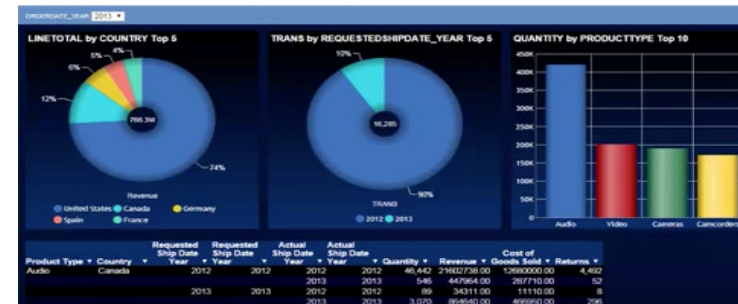 ORDERDATE_YEAR 2013
LINETOTAL by COUNTRY Top 5
4%
5%
6%
12%
766.3M
74%
Revenue
United States Canada Germany
Spain France
TRANS by REQUESTEDSHIPDATE_YEAR Top 5
10%
16,285
90%
TRANS
2012 2013
QUANTITY by PRODUCTTYPE Top 10
450K
400K
350K
300K
250K
200K
150K
100K
50K
0
Audio Video Cameras Camcorders
Requested Requested Actual Actual
Ship Date Ship Date Ship Date Ship Date Cost of
Product Type Country Year Year Year Year Quantity Revenue Goods Sold Returns
Audio Canada 2012 2012 2012 2012 46,442 21602738.00 12680000.00 4,492
2013 2013 546 447964.00 287710.00 52
2013 2013 2012 2012 89 34311.00 11110.00 8
2013 2013 3,070 864640.00 466950.00 296